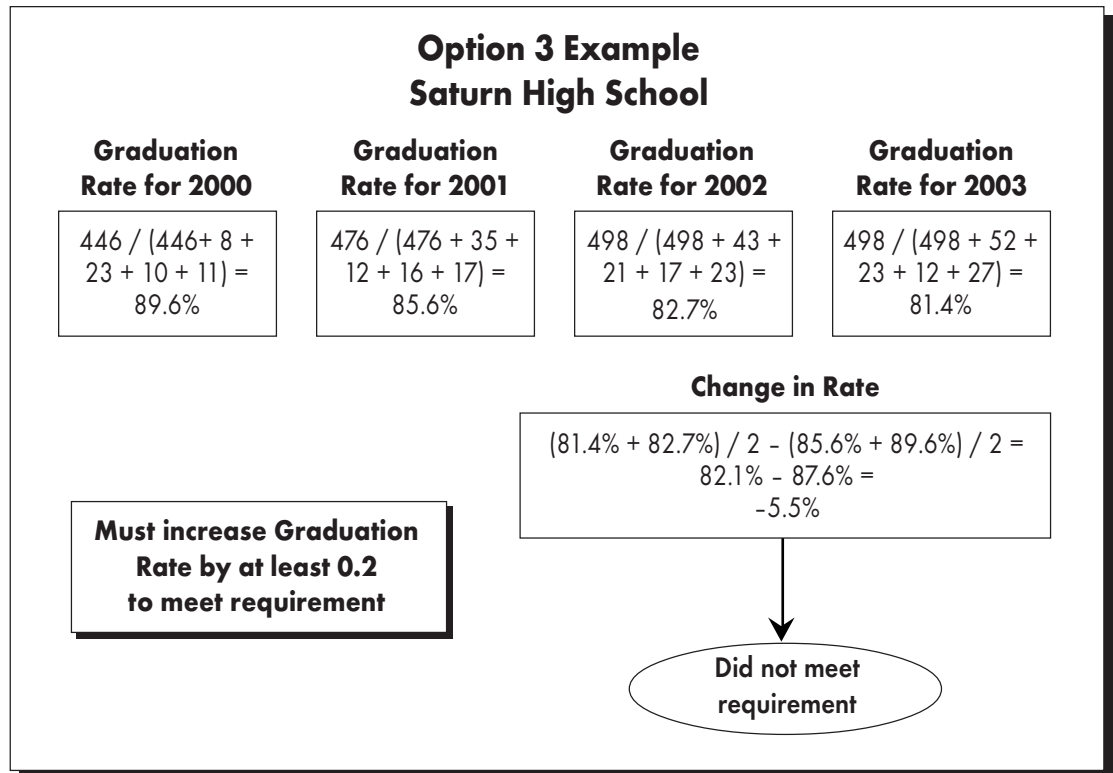 Option 3 Example
Saturn High School
Graduation
Rate for 2000
446 / (446+ 8 +
23 + 10 + 11) =
89.6%
Graduation
Rate for 2001
476 / (476 + 35 +
12 + 16 + 17) =
85.6%
Graduation
Rate for 2002
498 / (498 + 43 +
21 + 17 + 23) =
82.7%
Graduation
Rate for 2003
498 / (498 + 52 +
23 + 12 + 27) =
81.4%
Change in Rate
(81.4% + 82.7%) / 2 – (85.6% + 89.6%) / 2 =
82.1% – 87.6% =
–5.5%
Must increase Graduation
Rate by at least 0.2
to meet requirement
Did not meet
requirement